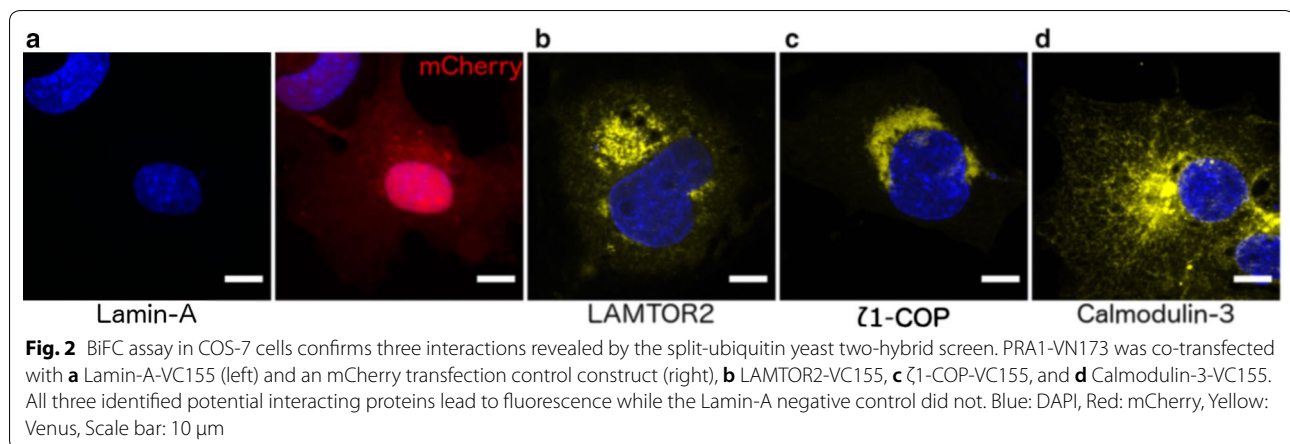 a
b
c
d
mCherry
Lamin-A
LAMTOR2
ζ1-COP
Calmodulin-3
Fig. 2 BiFC assay in COS-7 cells confirms three interactions revealed by the split-ubiquitin yeast two-hybrid screen. PRA1-VN173 was co-transfected
with a Lamin-A-VC155 (left) and an mCherry transfection control construct (right), b LAMTOR2-VC155, c ζ1-COP-VC155, and d Calmodulin-3-VC155.
All three identified potential interacting proteins lead to fluorescence while the Lamin-A negative control did not. Blue: DAPI, Red: mCherry, Yellow:
Venus, Scale bar: 10 μm